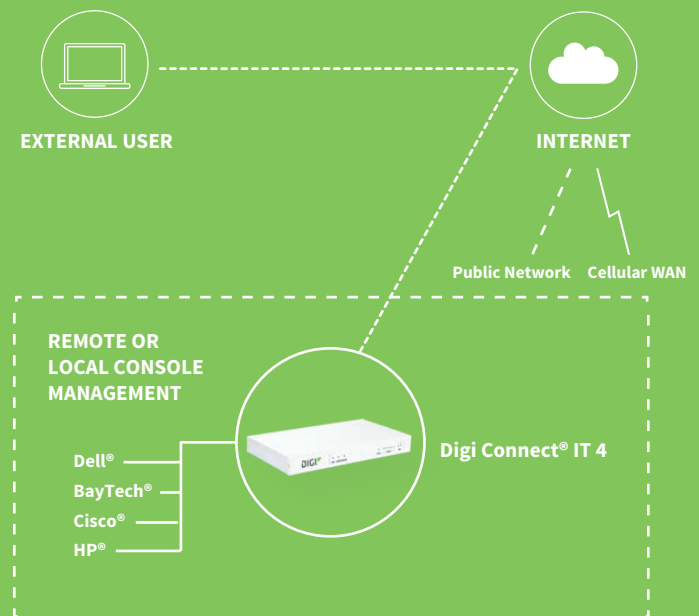 EXTERNAL USER
INTERNET
Public Network
Cellular WAN
REMOTE OR
LOCAL CONSOLE
MANAGEMENT
Dell®
BayTech®
Cisco®
HP®
DIGI
Digi Connect® IT 4